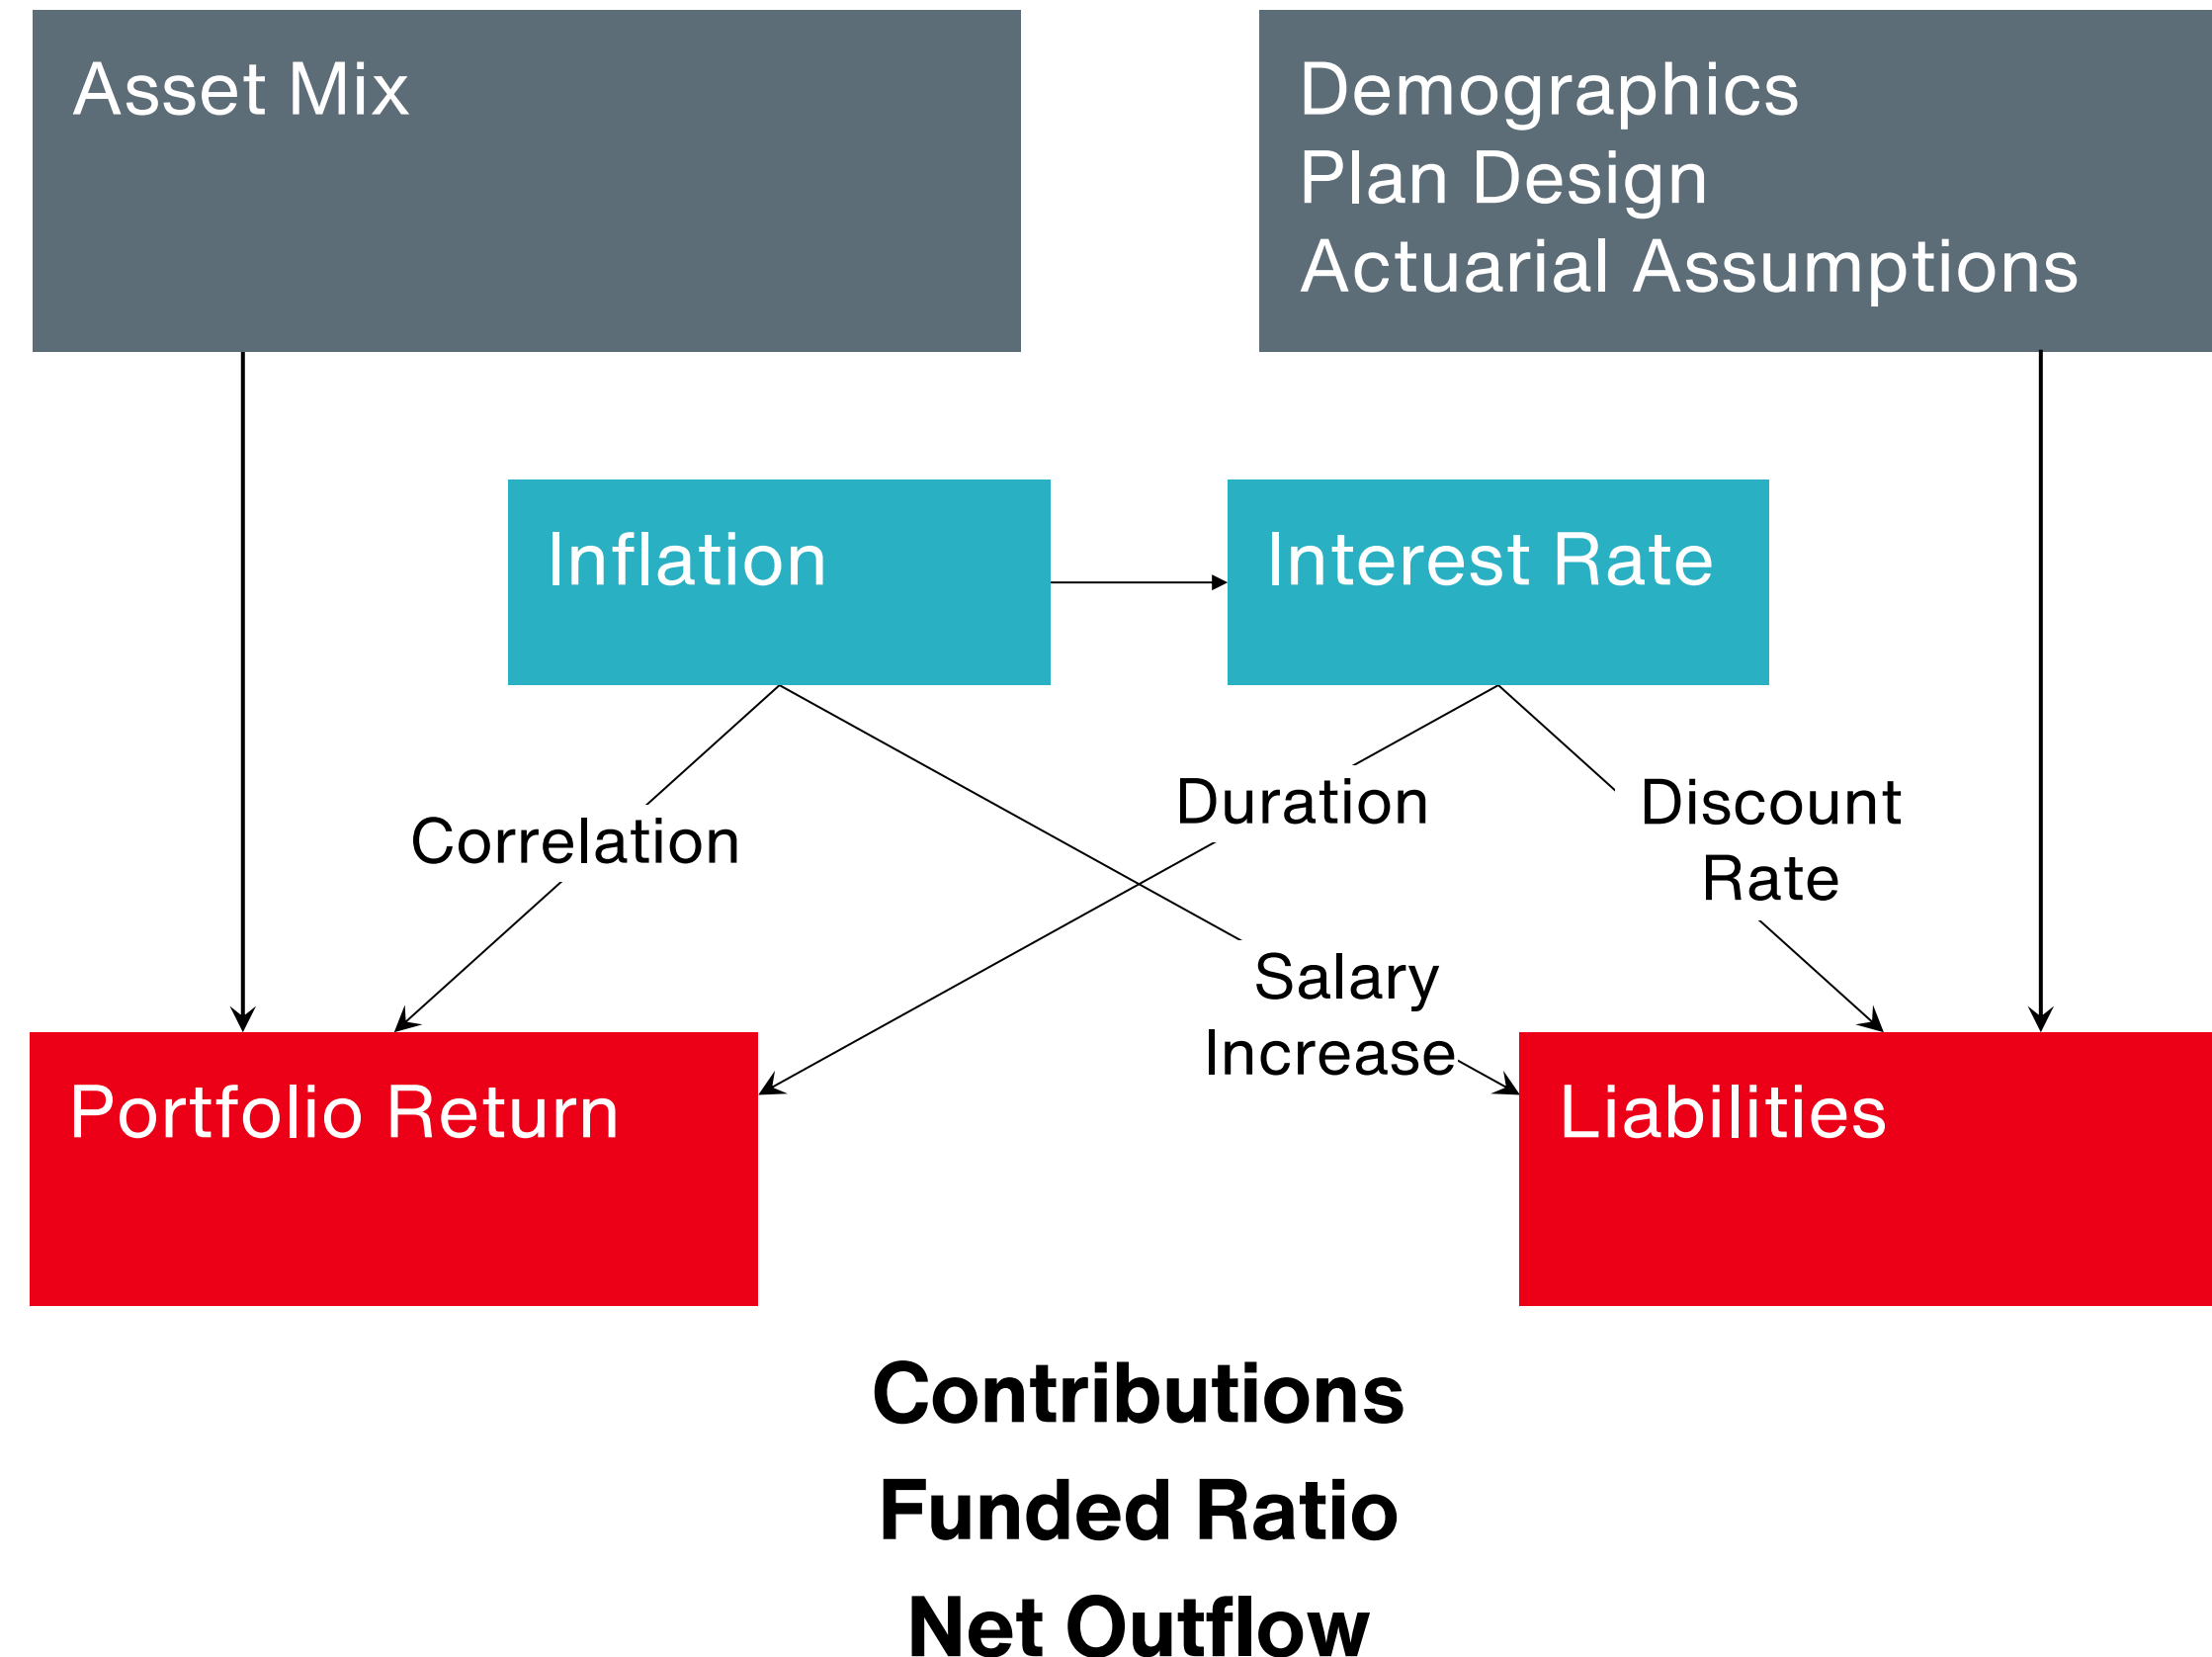 Asset Mix
Demographics
Plan Design
Actuarial Assumptions
Inflation
Interest Rate
Correlation
Duration
Discount
Rate
Salary
Increase
Portfolio Return
Liabilities
Contributions
Funded Ratio
Net Outflow